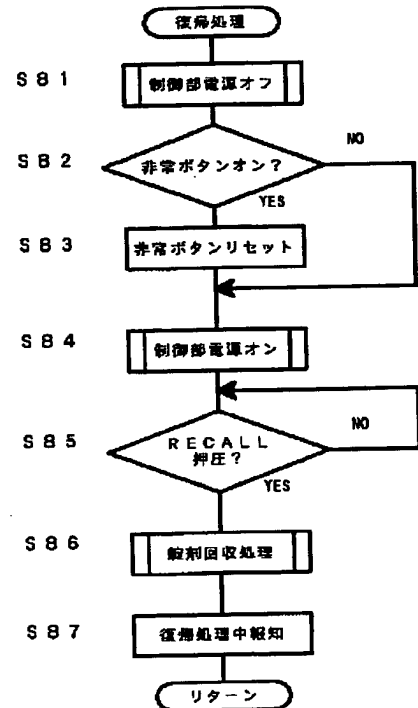 復帰処理
S81
制御部電源オフ
S82
非常ボタンオン?
NO
YES
S83
非常ボタンリセット
S84
制御部電源オン
S85
RECALL
押圧?
NO
YES
S86
錠剤回収処理
S87
復帰処理中報知
リターン